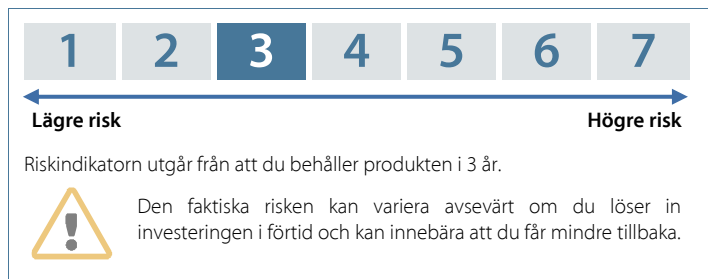 1 2 3 4 5 6 7
Lägre risk Högre risk
Riskindikatorn utgår från att du behåller produkten i 3 år.
Den faktiska risken kan variera avsevärt om du löser in
investeringen i förtid och kan innebära att du får mindre tillbaka.